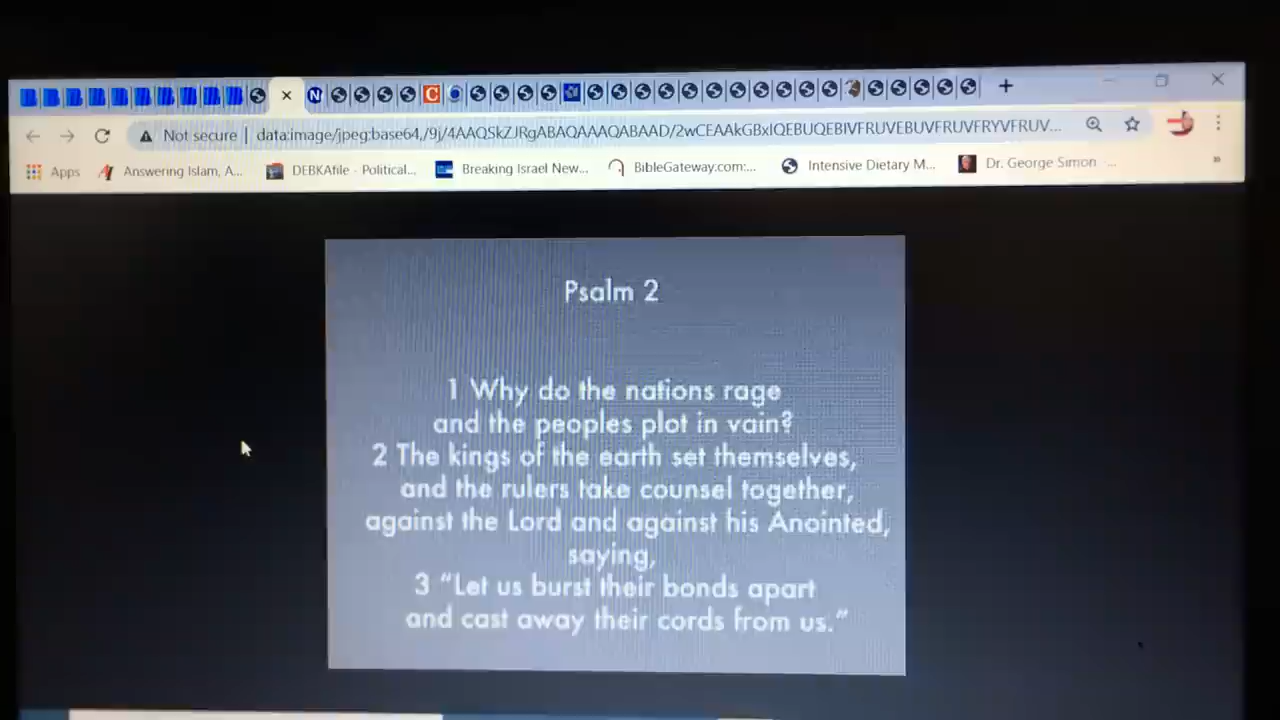 Not secure | data:image/jpeg;base64,/9j/4AAQSkZJRgABAQAAAQABAAD/2wCEAAkGBxIQEBUQEBIVFRUVEBUVFRUVFRYVFRUV...
Apps Answering Islam, A... DEBKAfile - Political... Breaking Israel New... BibleGateway.com:... Intensive Dietary M... Dr. George Simon ...
Psalm 2
1 Why do the nations rage
and the peoples plot in vain?
2 The kings of the earth set themselves,
and the rulers take counsel together,
against the Lord and against his Anointed,
saying,
3 “Let us burst their bonds apart
and cast away their cords from us.”